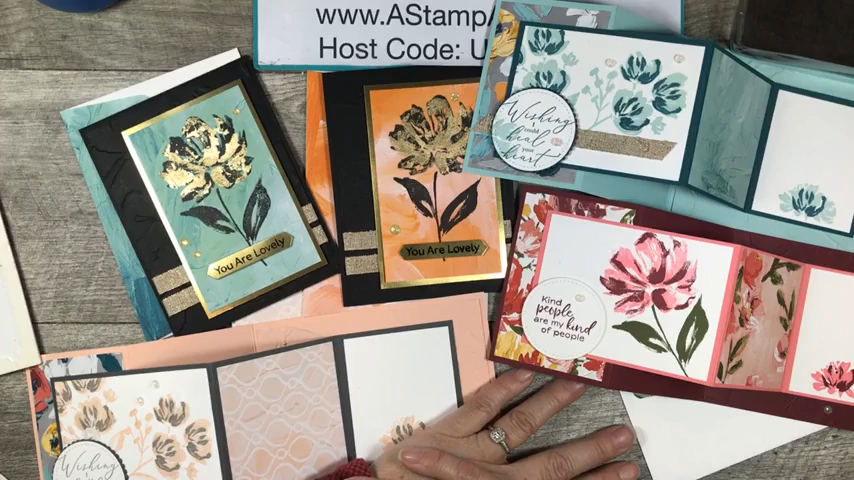 www.AStampA
Host Code: U
You Are Lovely
You Are Lovely
Wishing
I
could
heal
your
heart
Kind
people
are my kind
of people
Wishing